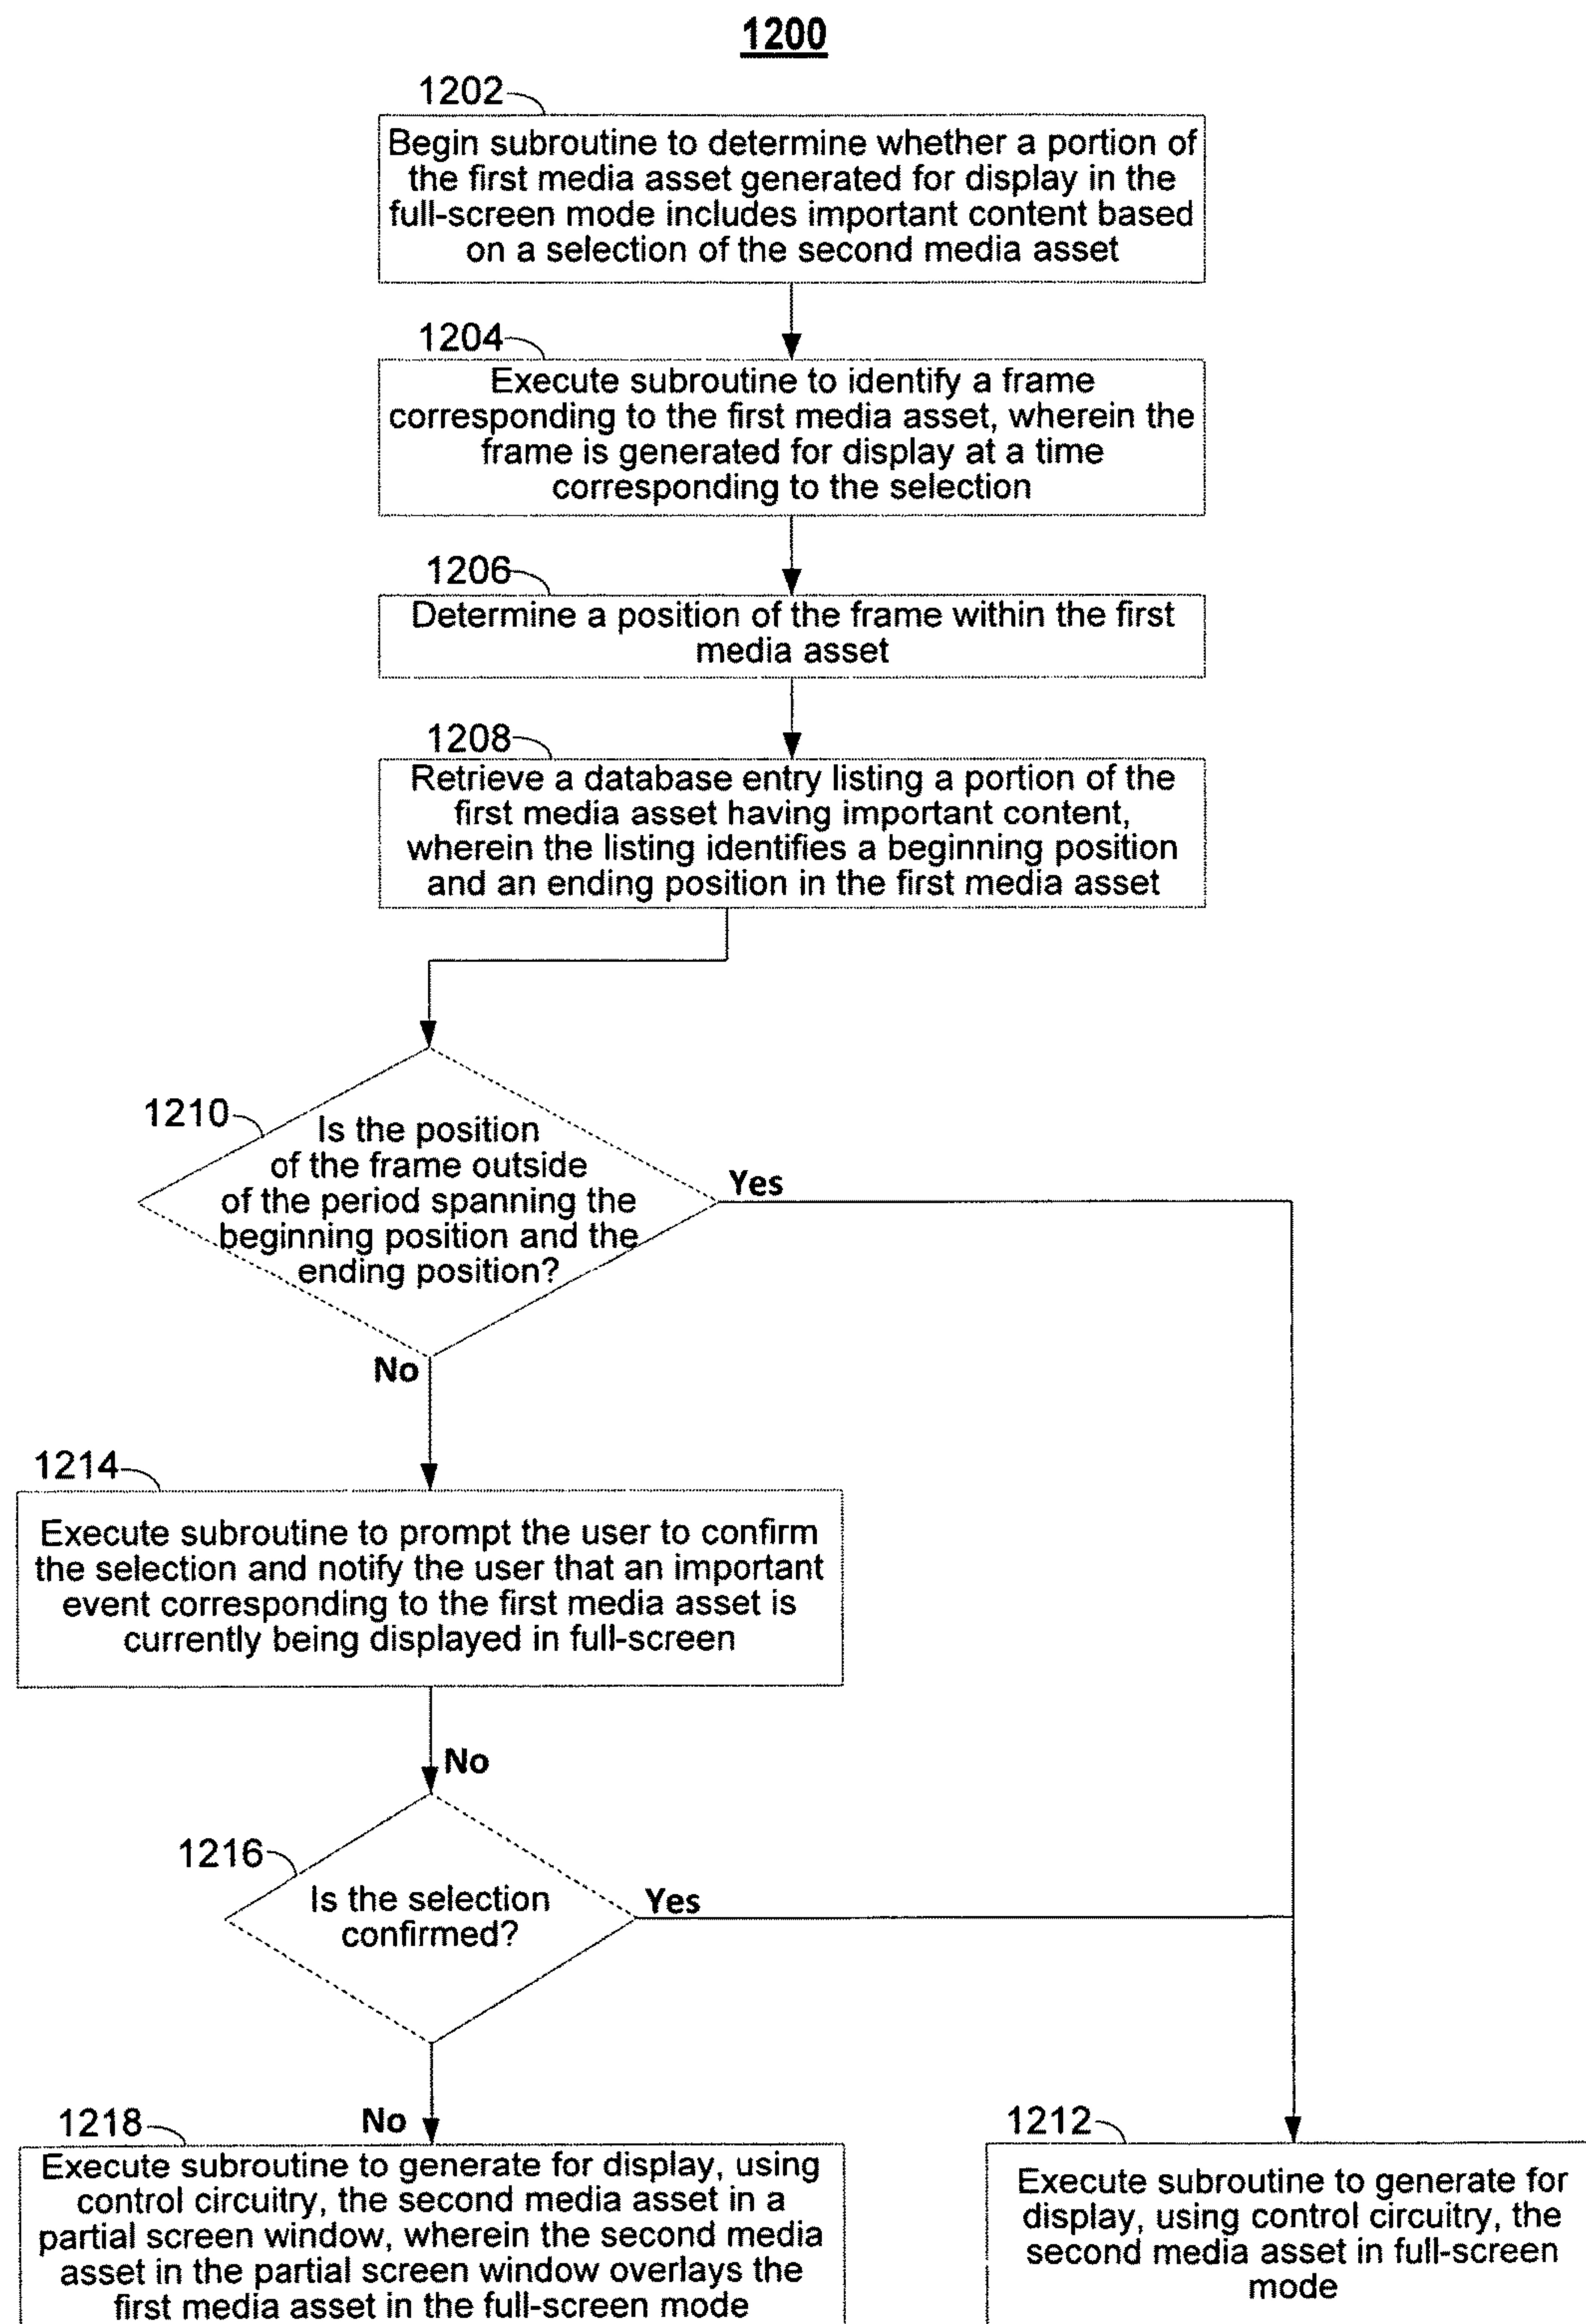 1200
1202
Begin subroutine to determine whether a portion of
the first media asset generated for display in the
full-screen mode includes important content based
on a selection of the second media asset
1204
Execute subroutine to identify a frame
corresponding to the first media asset, wherein the
frame is generated for display at a time
corresponding to the selection
1206
Determine a position of the frame within the first
media asset
1208
Retrieve a database entry listing a portion of the
first media asset having important content,
wherein the listing identifies a beginning position
and an ending position in the first media asset
1210
Is the position
of the frame outside
of the period spanning the
beginning position and the
ending position?
Yes
No
1214
Execute subroutine to prompt the user to confirm
the selection and notify the user that an important
event corresponding to the first media asset is
currently being displayed in full-screen
No
1216
Is the selection
confirmed?
Yes
No
1218
Execute subroutine to generate for display, using
control circuitry, the second media asset in a
partial screen window, wherein the second media
asset in the partial screen window overlays the
first media asset in the full-screen mode
1212
Execute subroutine to generate for
display, using control circuitry, the
second media asset in full-screen
mode